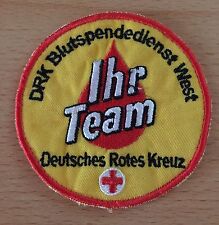 DRK Blutspendedienst West
Ihr
Team
Deutsches Rotes Kreuz